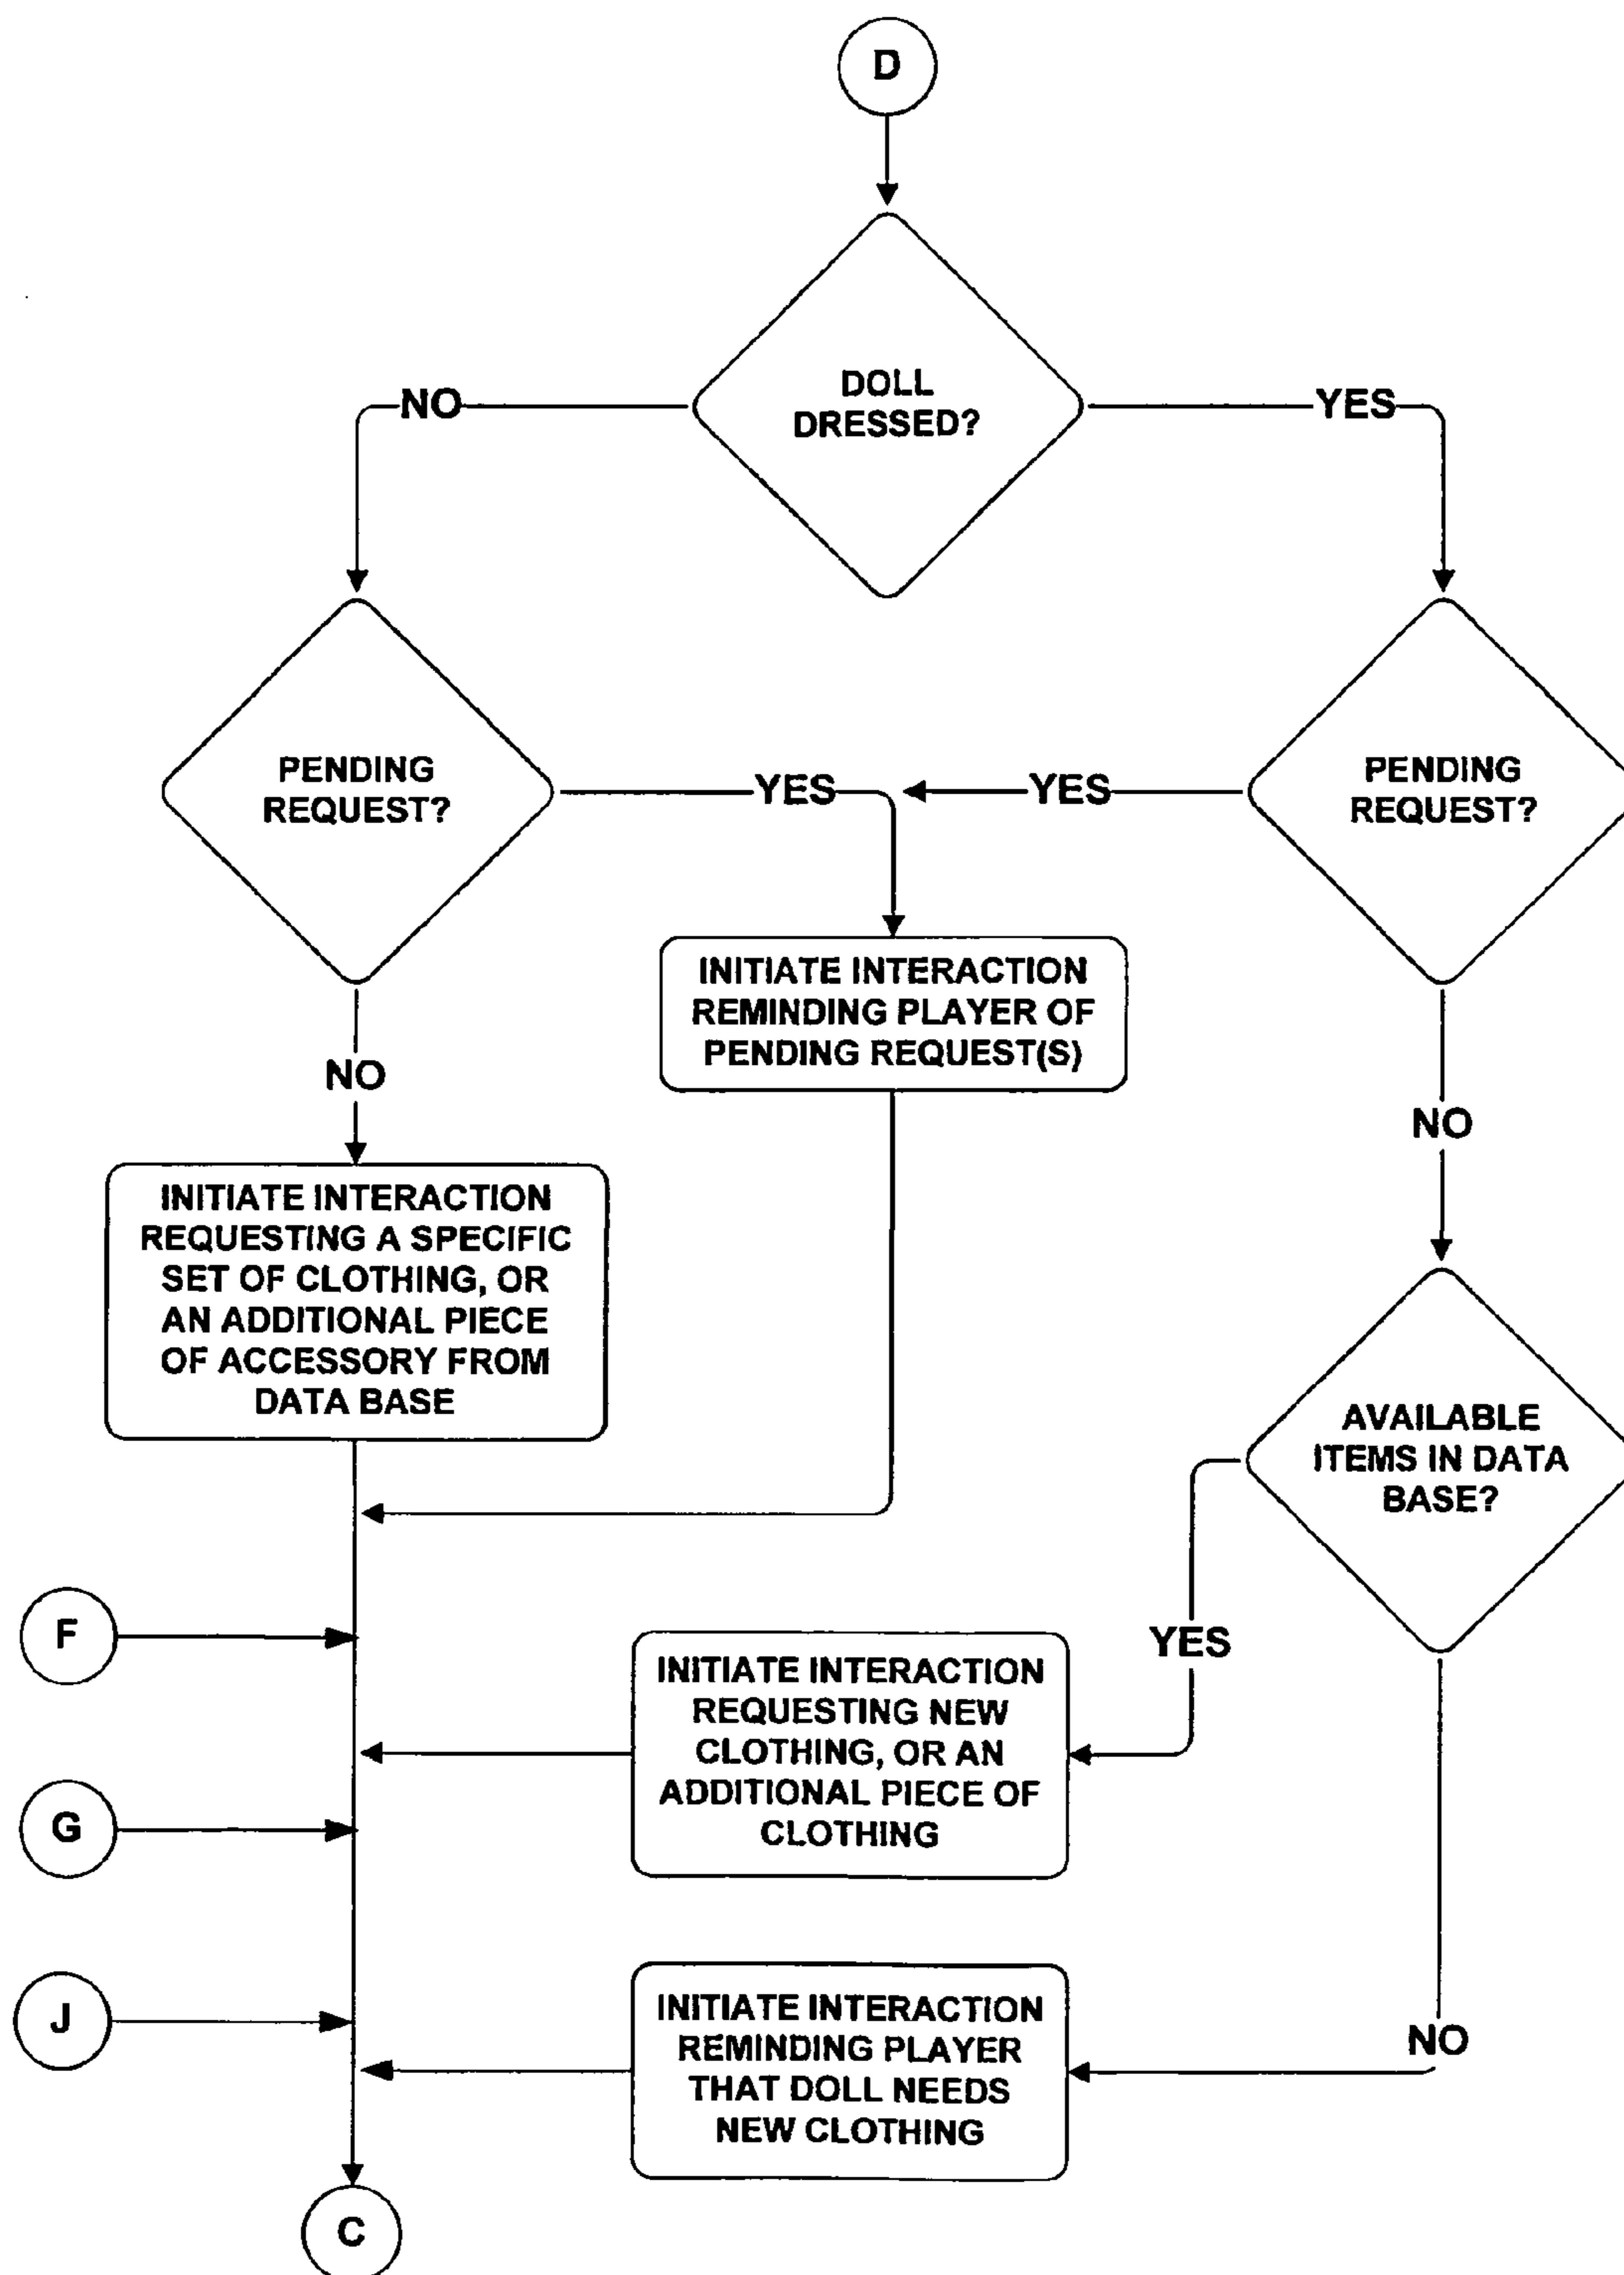 D
DOLL
DRESSED?
NO
YES
PENDING
REQUEST?
YES
YES
PENDING
REQUEST?
INITIATE INTERACTION
REMINDING PLAYER OF
PENDING REQUEST(S)
NO
NO
INITIATE INTERACTION
REQUESTING A SPECIFIC
SET OF CLOTHING, OR
AN ADDITIONAL PIECE
OF ACCESSORY FROM
DATA BASE
AVAILABLE
ITEMS IN DATA
BASE?
F
YES
INITIATE INTERACTION
REQUESTING NEW
CLOTHING, OR AN
ADDITIONAL PIECE OF
CLOTHING
G
J
INITIATE INTERACTION
REMINDING PLAYER
THAT DOLL NEEDS
NEW CLOTHING
NO
C